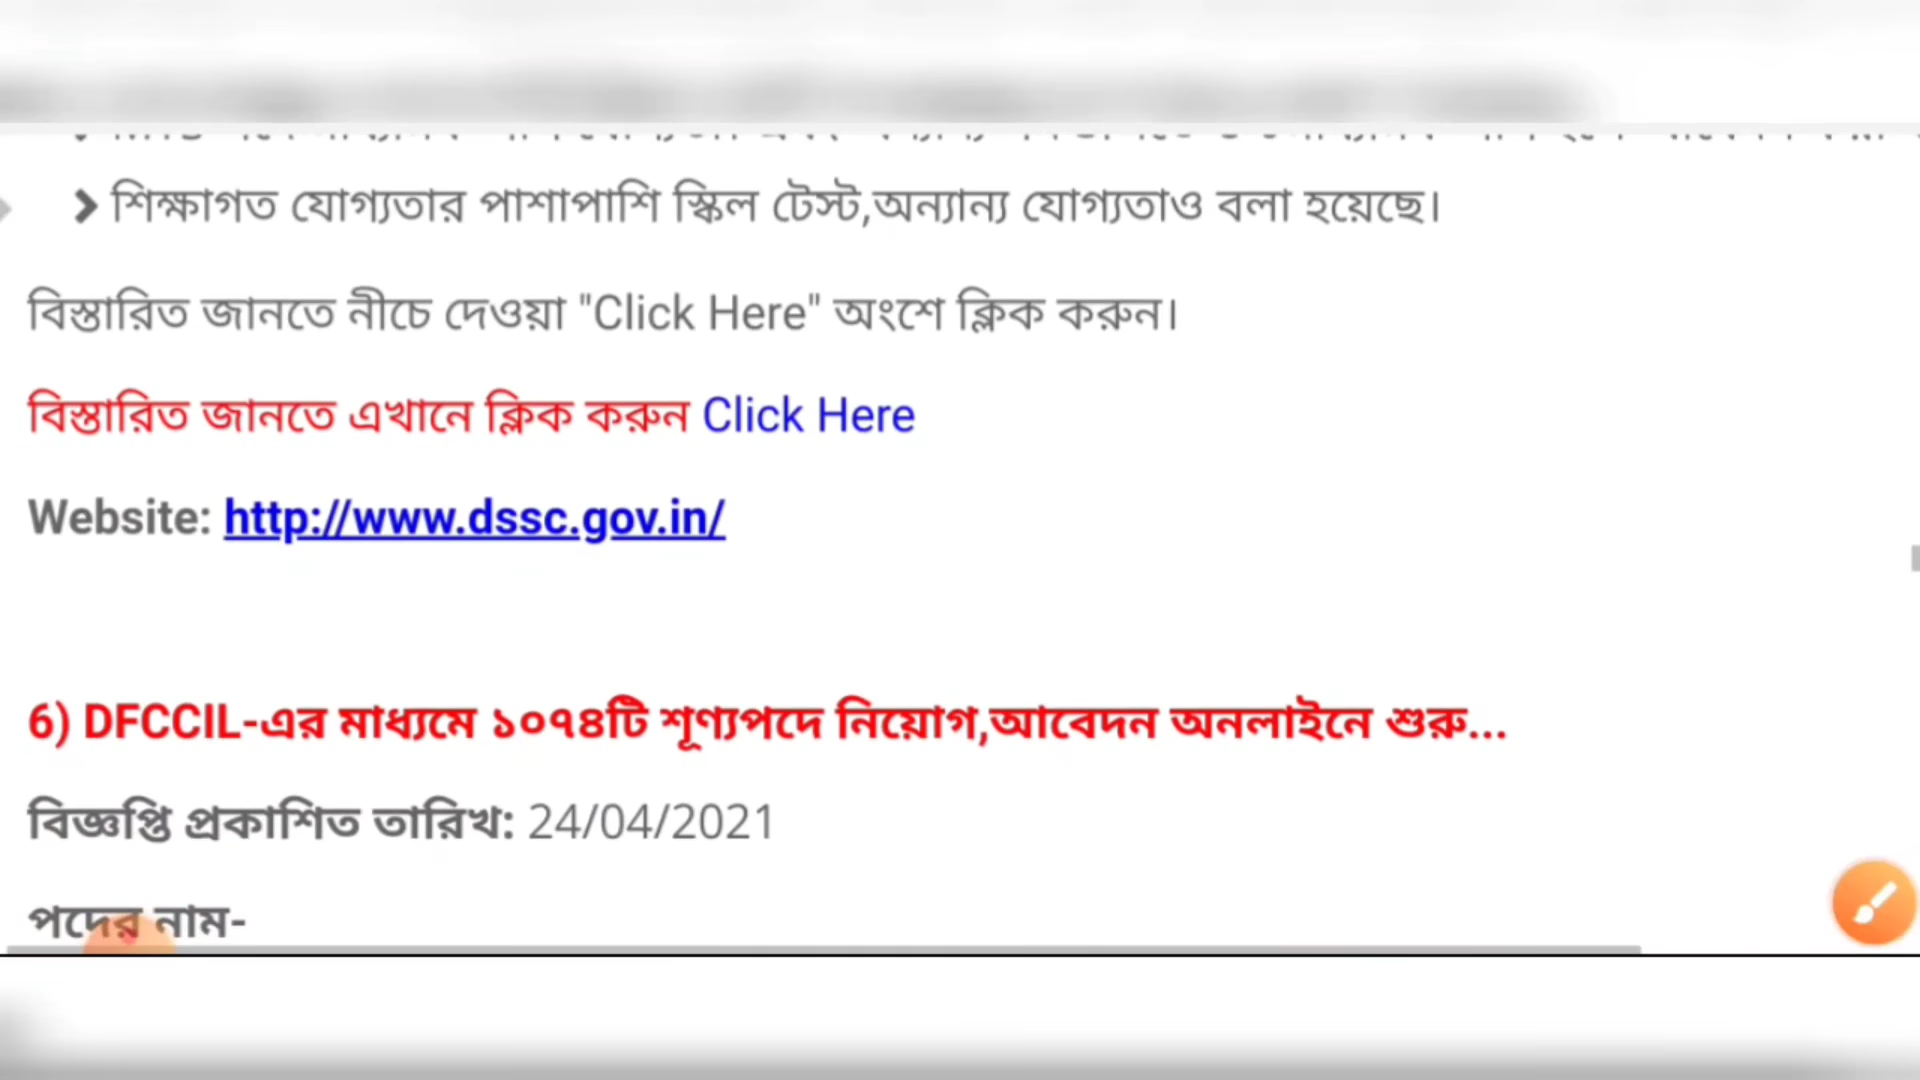 শিক্ষাগত যোগ্যতার পাশাপাশি স্কিল টেস্ট,অন্যান্য যোগ্যতাও বলা হয়েছে।
বিস্তারিত জানতে নীচে দেওয়া "Click Here" অংশে ক্লিক করুন।
বিস্তারিত জানতে এখানে ক্লিক করুন Click Here
Website: http://www.dssc.gov.in/
6) DFCCIL-এর মাধ্যমে ১০৭৪টি শূণ্যপদে নিয়োগ,আবেদন অনলাইনে শুরু...
বিজ্ঞপ্তি প্রকাশিত তারিখ: 24/04/2021
পদের নাম-